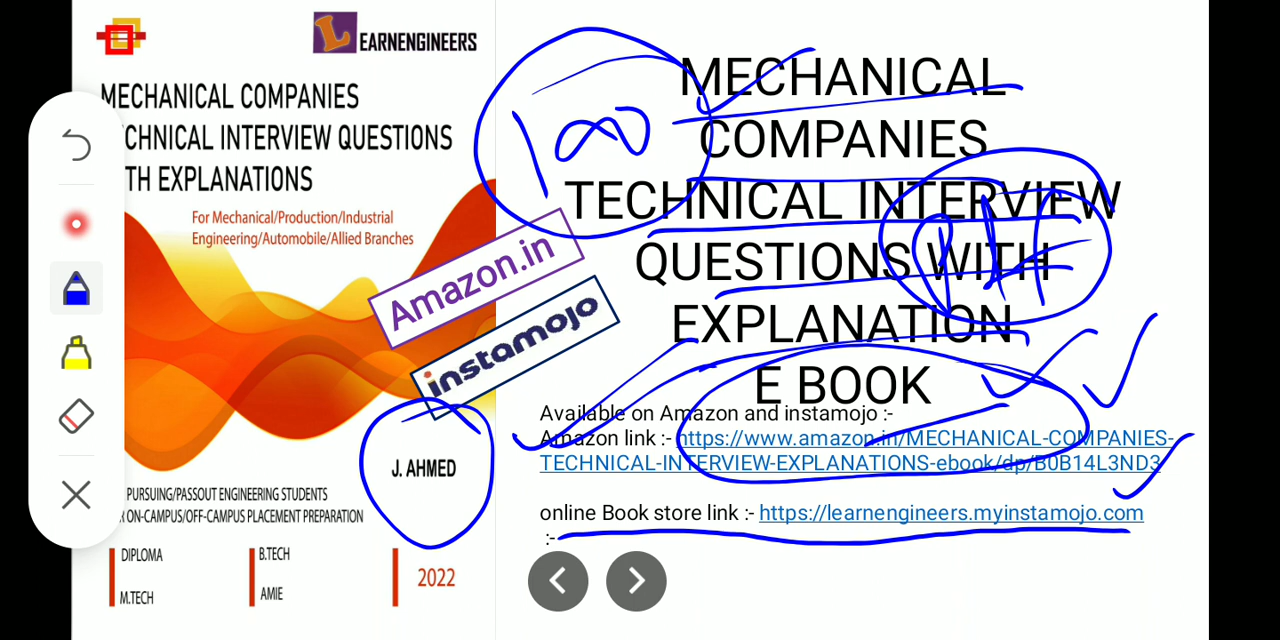 LEARNENGINEERS
MECHANICAL COMPANIES
TECHNICAL INTERVIEW QUESTIONS
WITH EXPLANATIONS
For Mechanical/Production/Industrial
Engineering/Automobile/Allied Branches
Amazon.in
instamojo
J. AHMED
PURSUING/PASSOUT ENGINEERING STUDENTS
ON-CAMPUS/OFF-CAMPUS PLACEMENT PREPARATION
DIPLOMA
M.TECH
B.TECH
AMIE
2022
100
MECHANICAL
COMPANIES
TECHNICAL INTERVIEW
QUESTIONS WITH
EXPLANATION
E BOOK
Available on Amazon and instamojo :-
Amazon link :- https://www.amazon.in/MECHANICAL-COMPANIES-
TECHNICAL-INTERVIEW-EXPLANATIONS-ebook/dp/B0B14L3ND3
online Book store link :- https://learnengineers.myinstamojo.com
:-